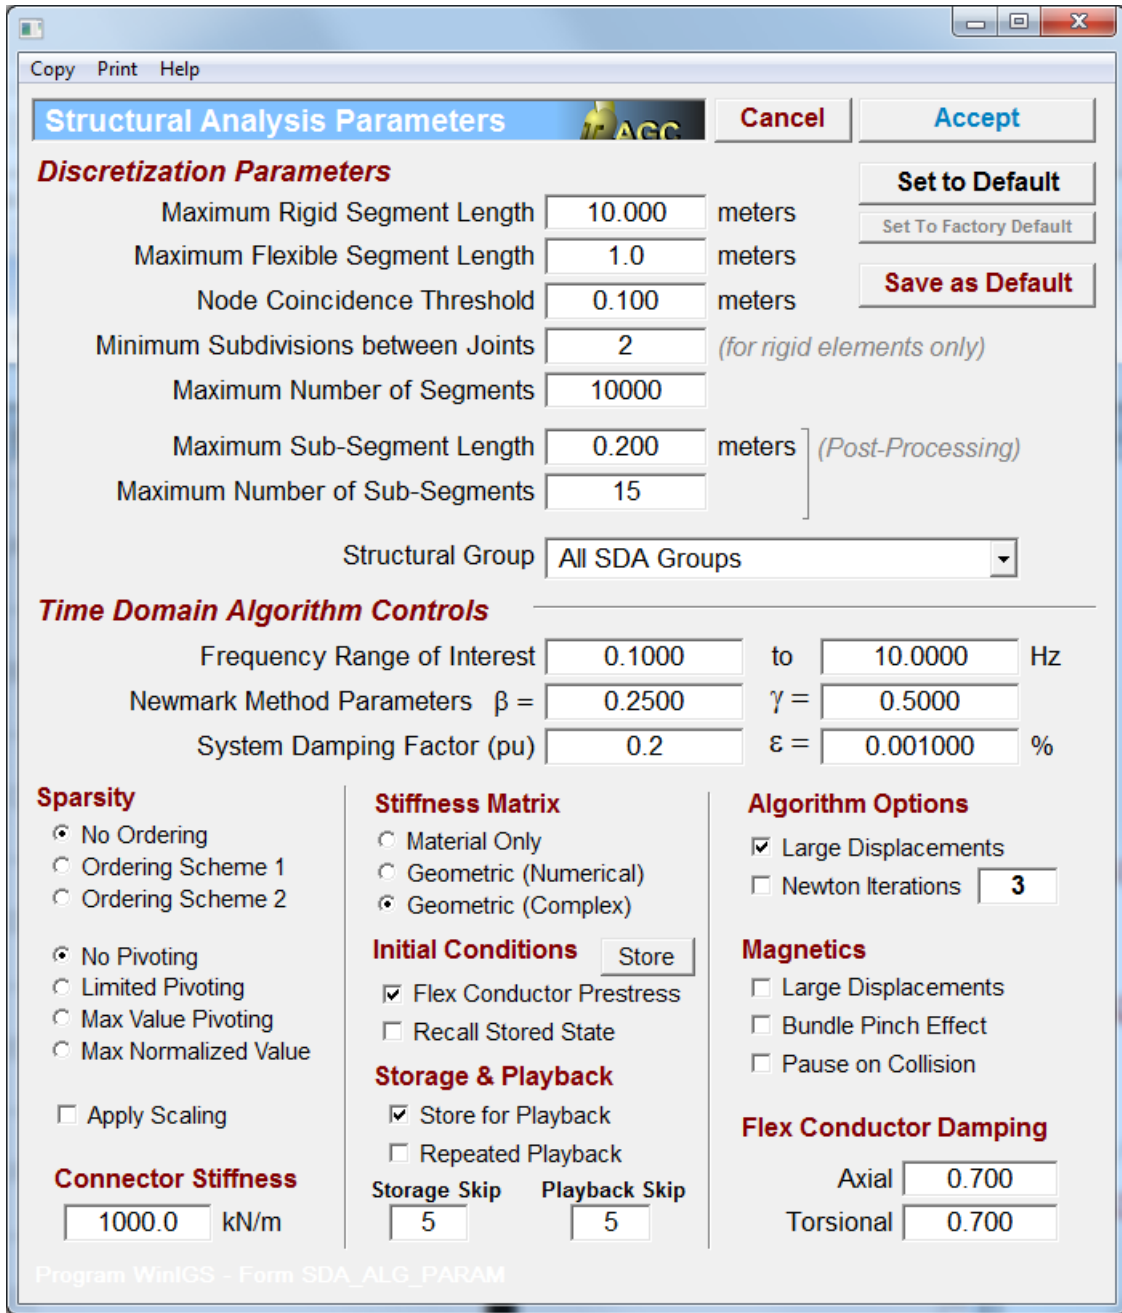 Copy Print Help
Structural Analysis Parameters AGC Cancel Accept
Discretization Parameters
Set to Default
Maximum Rigid Segment Length 10.000 meters
Set To Factory Default
Maximum Flexible Segment Length 1.0 meters
Save as Default
Node Coincidence Threshold 0.100 meters
Minimum Subdivisions between Joints 2 (for rigid elements only)
Maximum Number of Segments 10000
Maximum Sub-Segment Length 0.200 meters (Post-Processing)
Maximum Number of Sub-Segments 15
Structural Group All SDA Groups
Time Domain Algorithm Controls
Frequency Range of Interest 0.1000 to 10.0000 Hz
Newmark Method Parameters β = 0.2500 γ = 0.5000
System Damping Factor (pu) 0.2 ε = 0.001000 %
Sparsity
No Ordering
Ordering Scheme 1
Ordering Scheme 2
No Pivoting
Limited Pivoting
Max Value Pivoting
Max Normalized Value
Apply Scaling
Connector Stiffness
1000.0 kN/m
Stiffness Matrix
Material Only
Geometric (Numerical)
Geometric (Complex)
Initial Conditions Store
Flex Conductor Prestress
Recall Stored State
Storage & Playback
Store for Playback
Repeated Playback
Storage Skip Playback Skip
5 5
Algorithm Options
Large Displacements
Newton Iterations 3
Magnetics
Large Displacements
Bundle Pinch Effect
Pause on Collision
Flex Conductor Damping
Axial 0.700
Torsional 0.700
Program WinIGS - Form SDA_ALG_PARAM